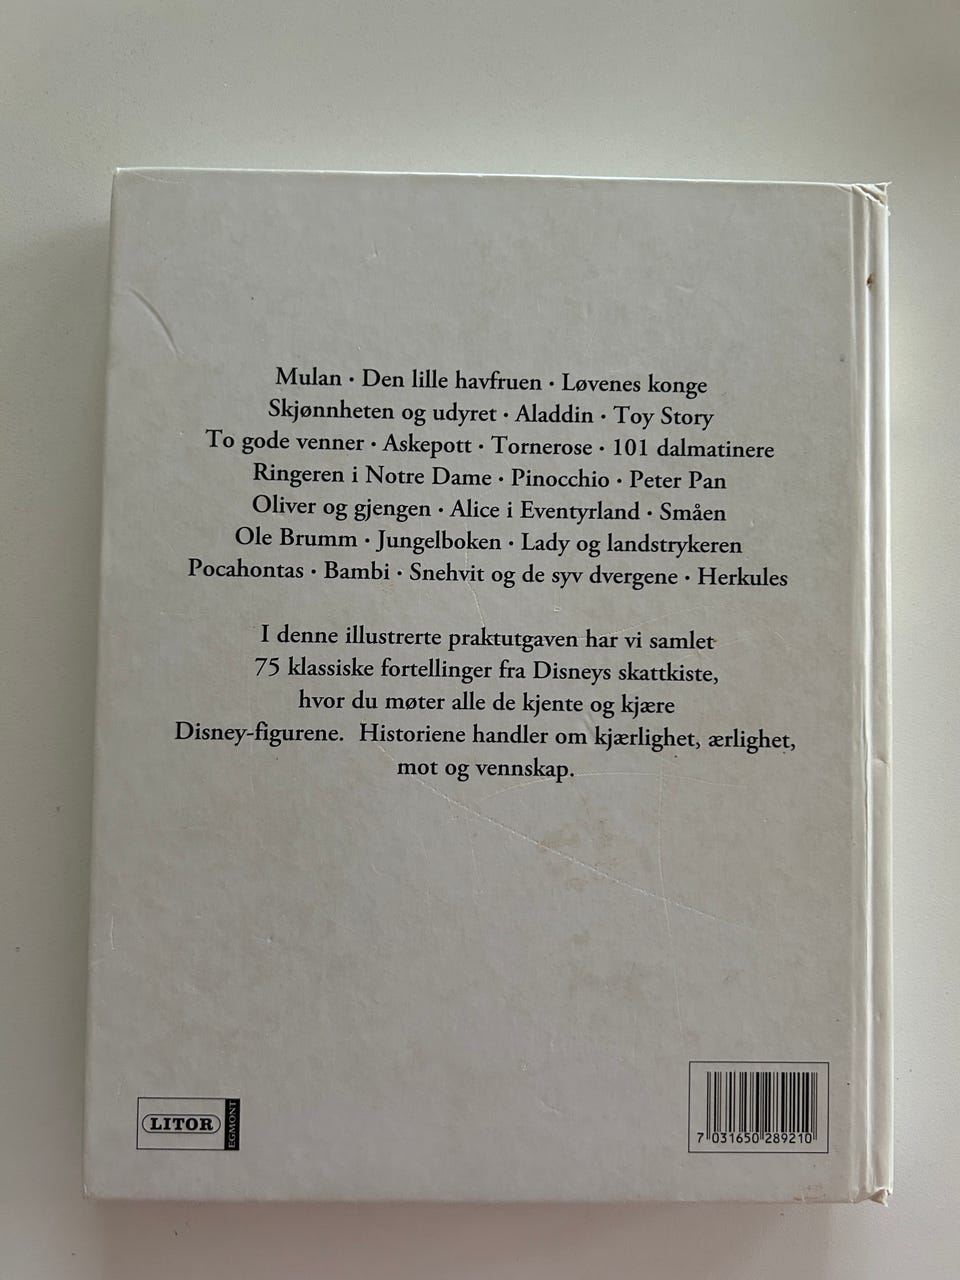 Mulan · Den lille havfruen · Løvenes konge
Skjønnheten og udyret · Aladdin · Toy Story
To gode venner · Askepott · Tornerose · 101 dalmatinere
Ringeren i Notre Dame · Pinocchio · Peter Pan
Oliver og gjengen · Alice i Eventyrland · Småen
Ole Brumm · Jungelboken · Lady og landstrykeren
Pocahontas · Bambi · Snehvit og de syv dvergene · Herkules
I denne illustrerte praktutgaven har vi samlet
75 klassiske fortellinger fra Disneys skattkiste,
hvor du møter alle de kjente og kjære
Disney-figurene. Historiene handler om kjærlighet, ærlighet,
mot og vennskap.
LITOR
EGMONT
7 031650 289210